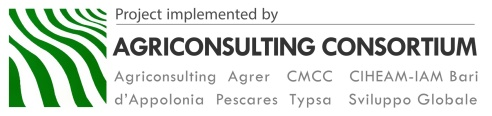 Project implemented by
AGRICONSULTING CONSORTIUM
Agriconsulting Agrer CMCC CIHEAM-IAM Bari
d'Appolonia Pescares Typsa Sviluppo Globale